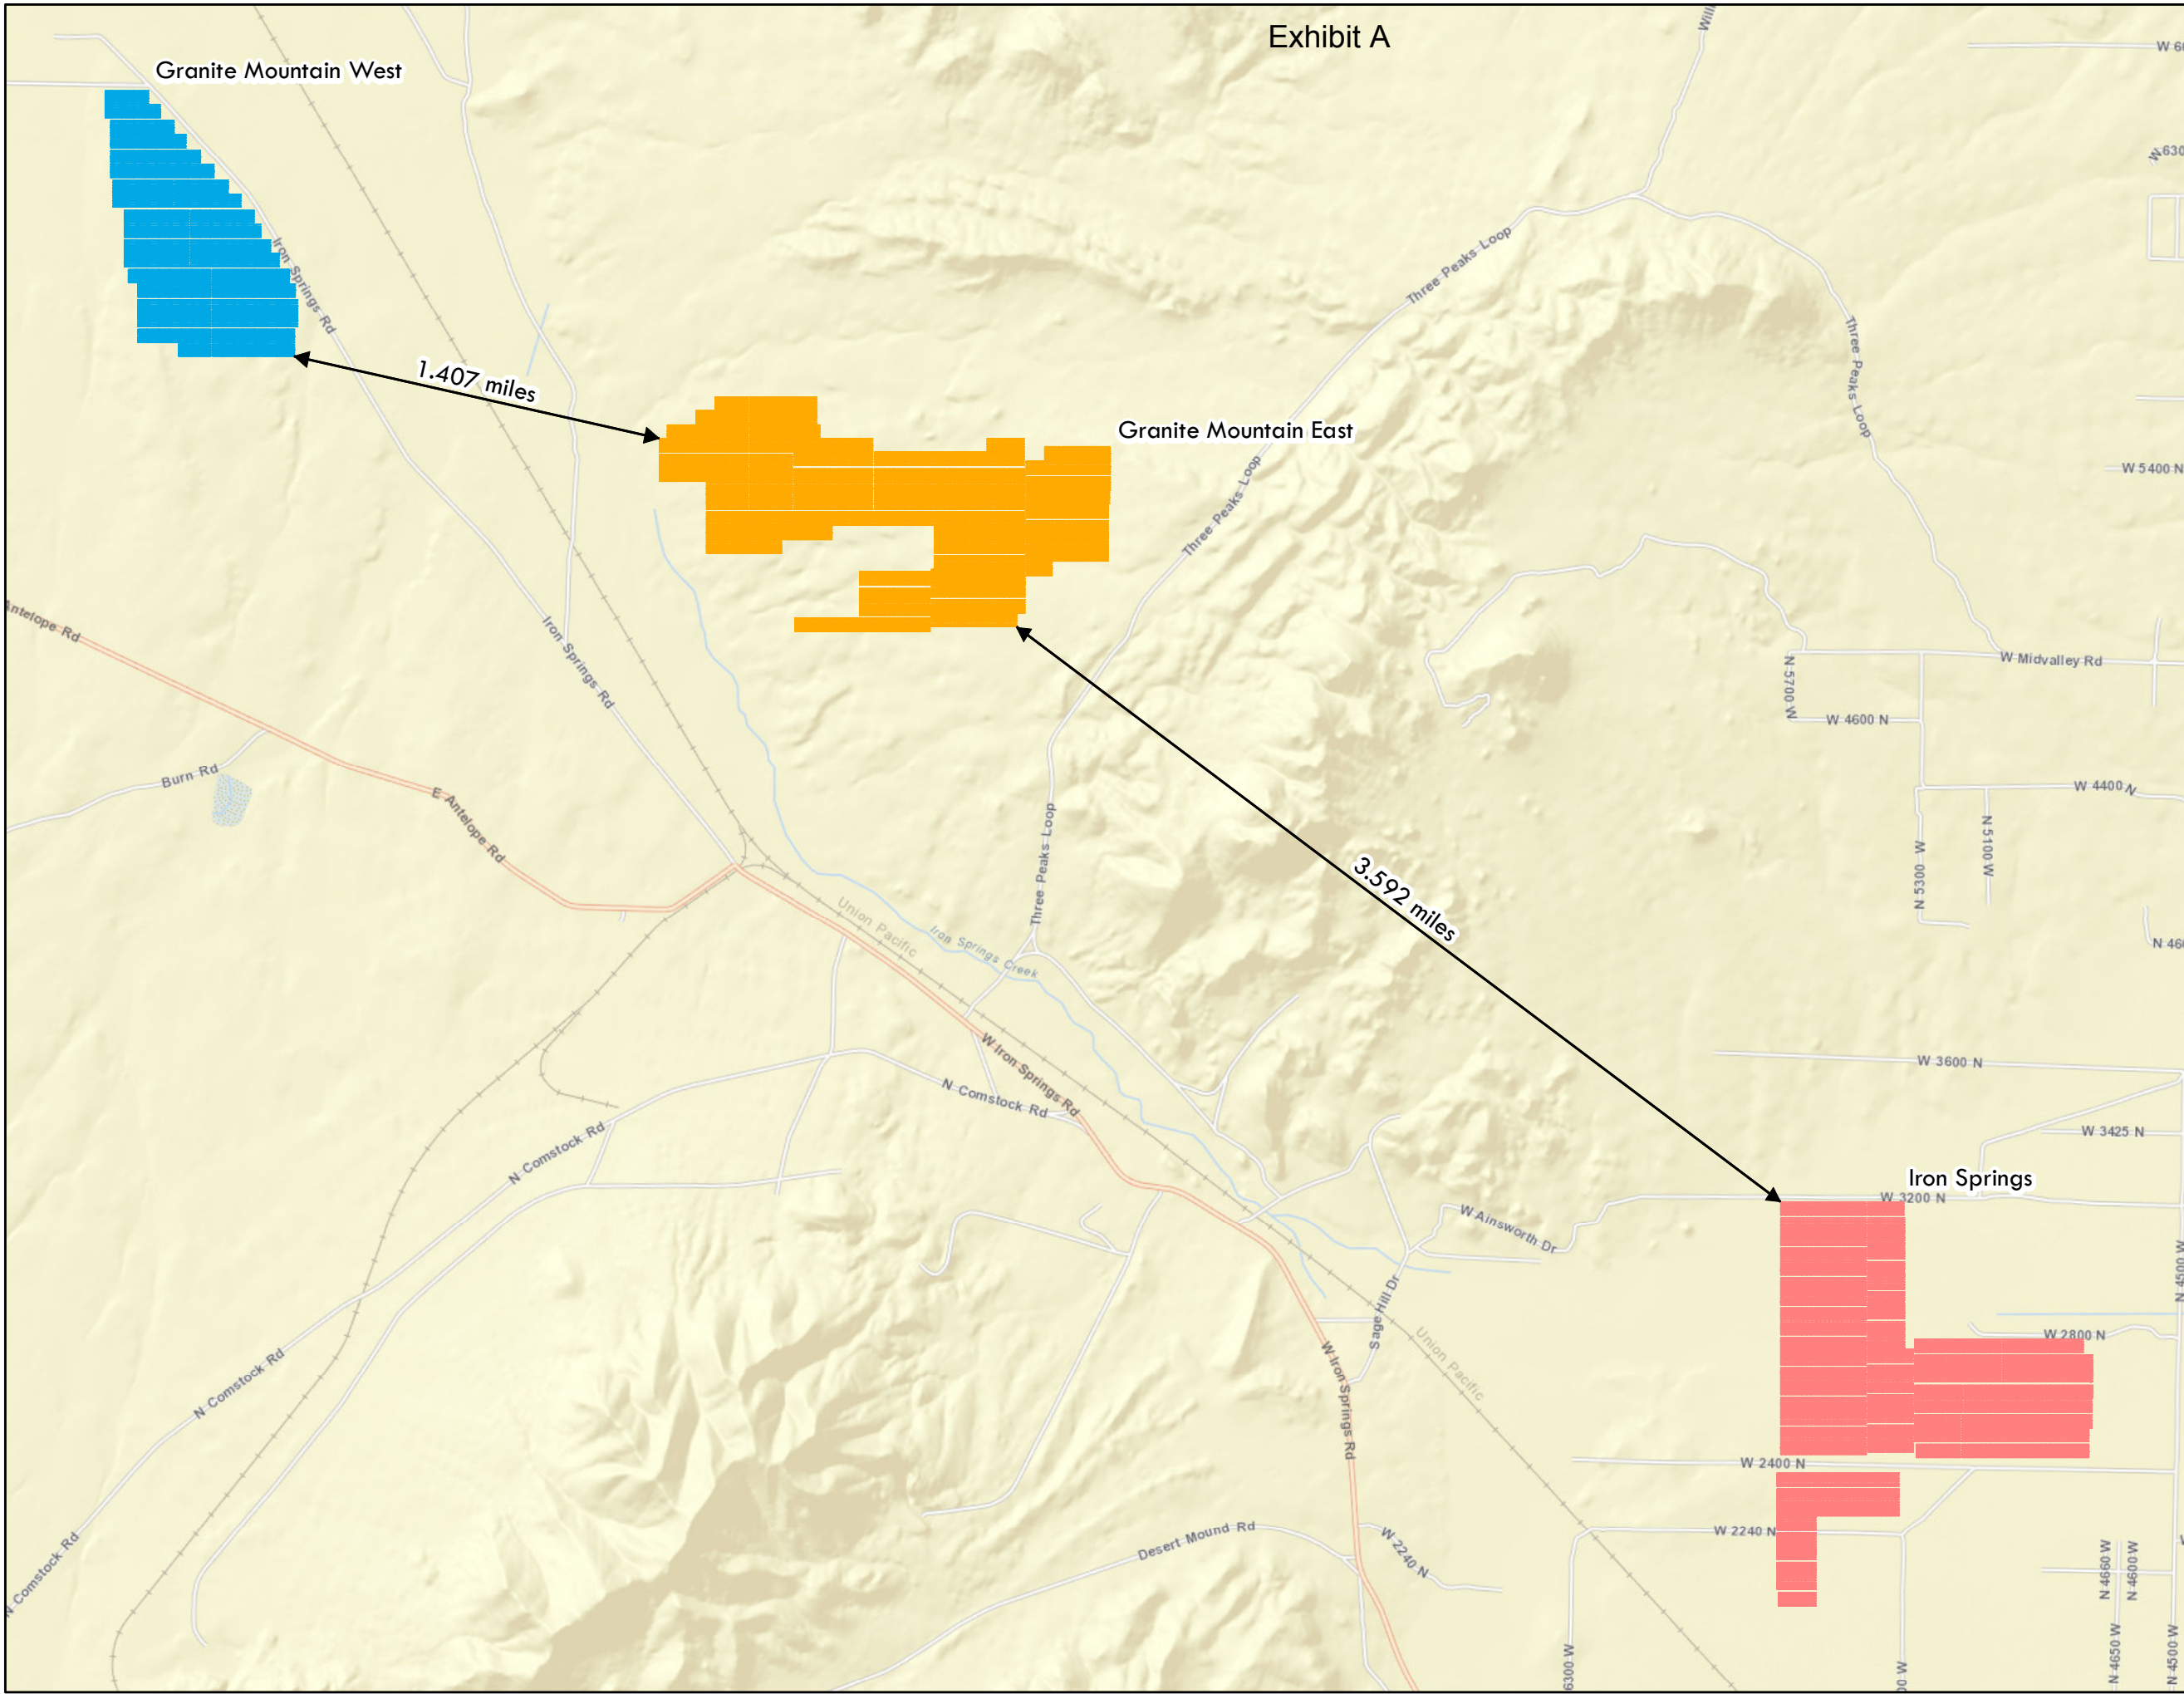 Exhibit A
W 60
Granite Mountain West
W 630
Iron Springs Rd
Three Peaks Loop
Three Peaks Loop
1.407 miles
Granite Mountain East
W 5400 N
Three Peaks Loop
Antelope Rd
Iron Springs Rd
W Midvalley Rd
N 5700 W
W 4600 N
Burn Rd
E Antelope Rd
W 4400 N
Three Peaks Loop
N 5300 W
N 5100 W
3.592 miles
Union Pacific
Iron Springs Creek
N 460
W Iron Springs Rd
W 3600 N
N Comstock Rd
N Comstock Rd
W 3425 N
Iron Springs
W 3200 N
W Ainsworth Dr
N 4500 W
Sage Hill Dr
Union Pacific
W 2800 N
N Comstock Rd
W Iron Springs Rd
W 2400 N
Desert Mound Rd
W 2240 N
W 2240 N
N Comstock Rd
N 4660 W
N 4600 W
6300 W
N 4650 W
N 4500 W